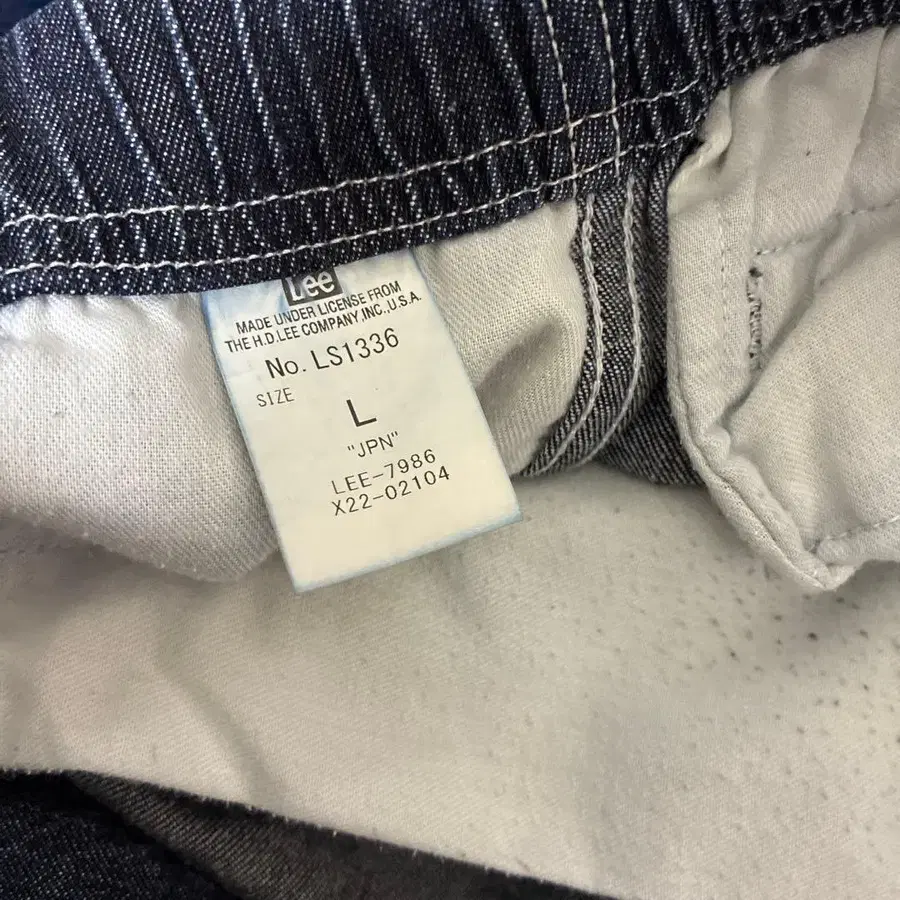 Lee
MADE UNDER LICENSE FROM
THE H.D.LEE COMPANY,INC.,U.S.A.
No. LS1336
SIZE
L
"JPN"
LEE-7986
X22-02104